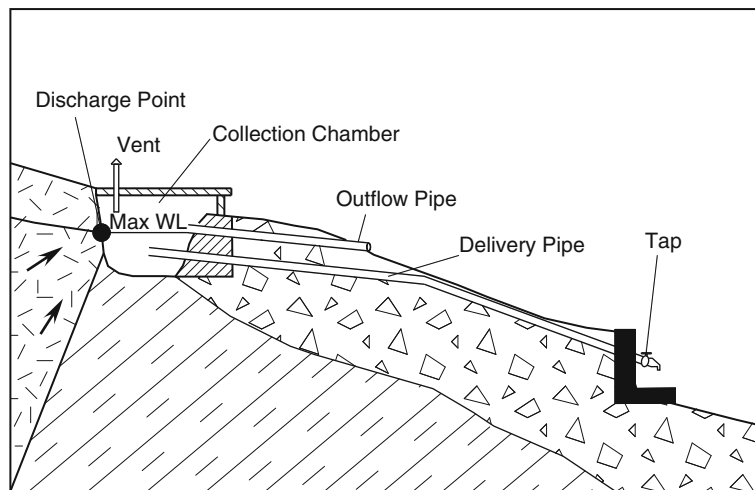 Discharge Point
Vent
Collection Chamber
Max WL
Outflow Pipe
Delivery Pipe
Tap